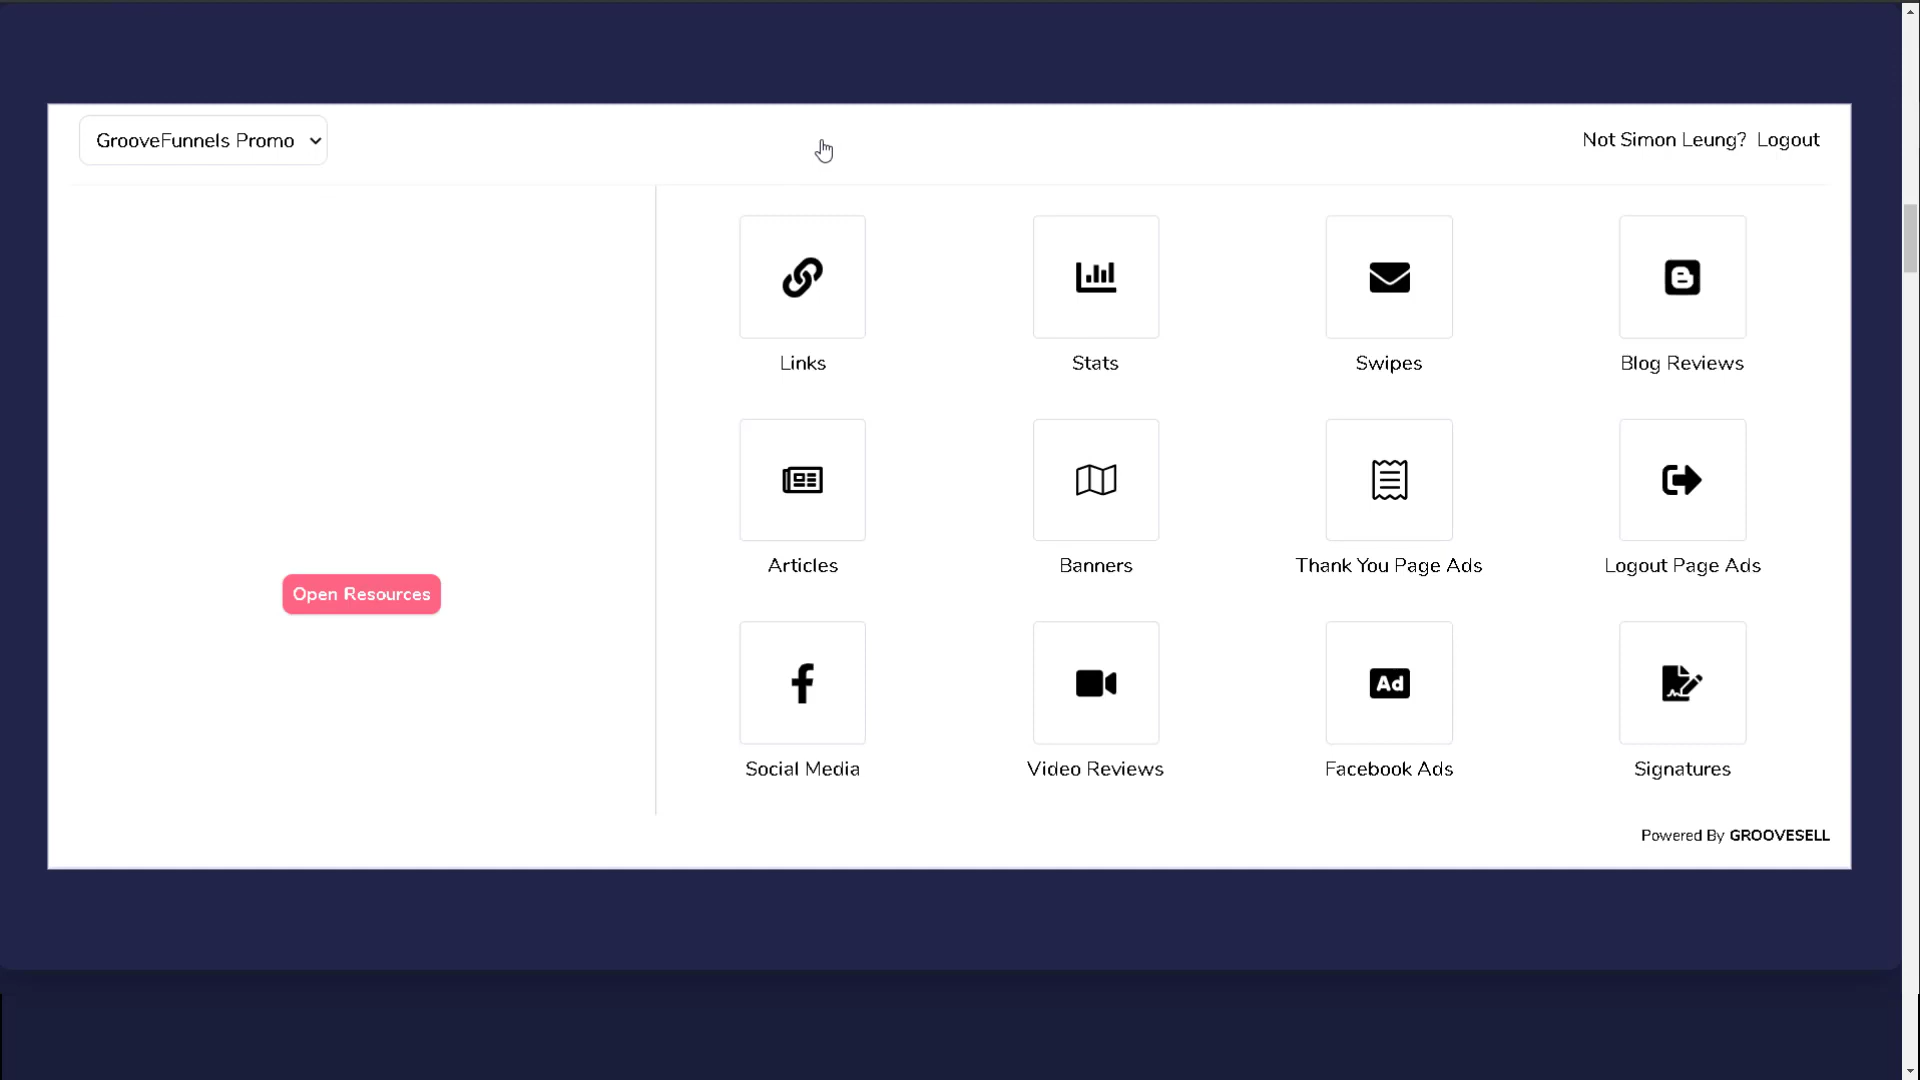 GrooveFunnels Promo
Not Simon Leung? Logout
Links
Stats
Swipes
Blog Reviews
Articles
Banners
Thank You Page Ads
Logout Page Ads
Open Resources
Ad
Social Media
Video Reviews
Facebook Ads
Signatures
Powered By GROOVESELL